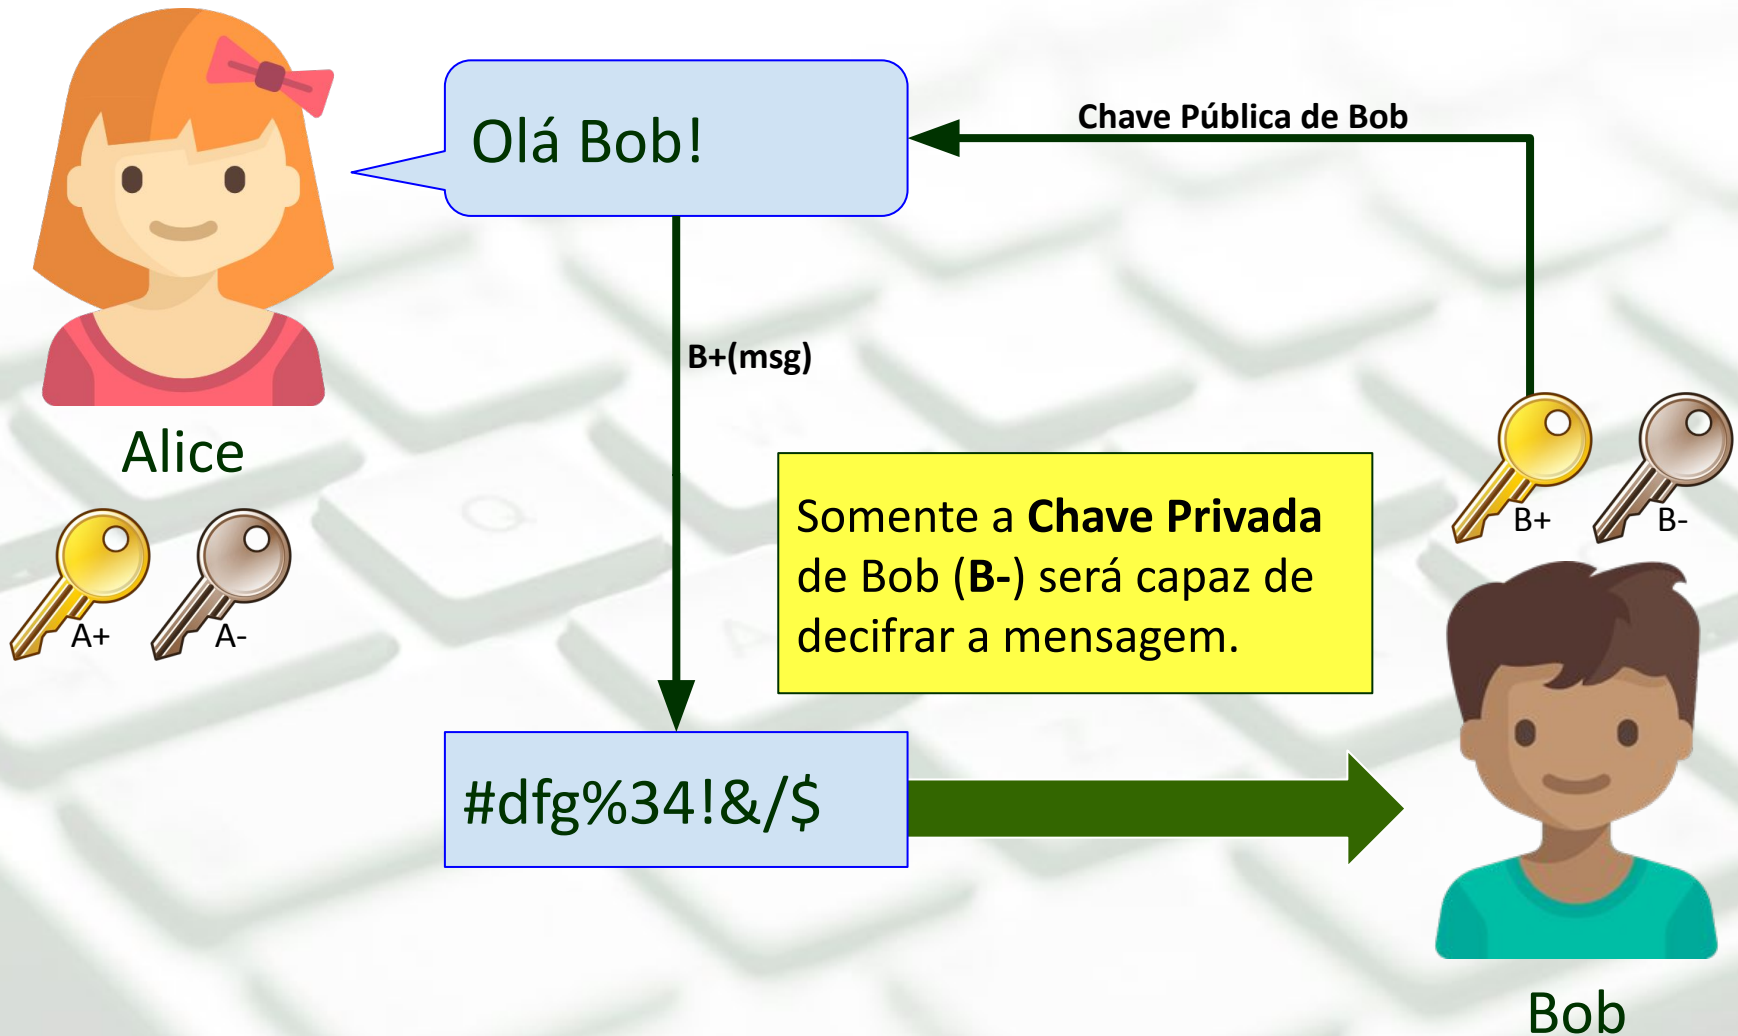 Olá Bob!
Chave Pública de Bob
B+(msg)
Alice
A+
A-
Somente a Chave Privada
de Bob (B-) será capaz de
decifrar a mensagem.
B+
B-
#dfg%34!&/$
Bob